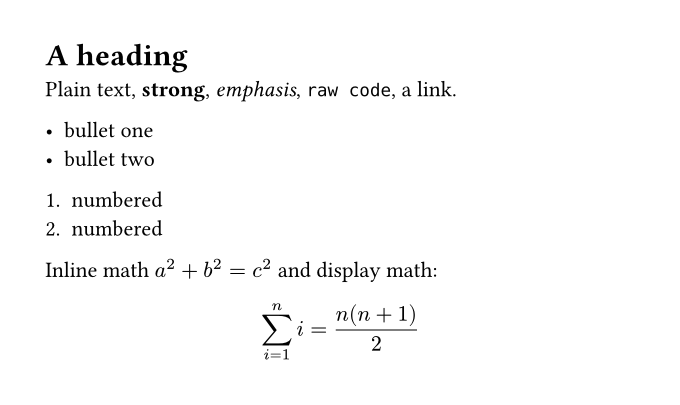 A heading
Plain text, strong, emphasis, raw code, a link.
• bullet one
• bullet two
1. numbered
2. numbered
Inline math a² + b² = c² and display math:
∑_{i=1}^{n} i = n(n + 1)/2